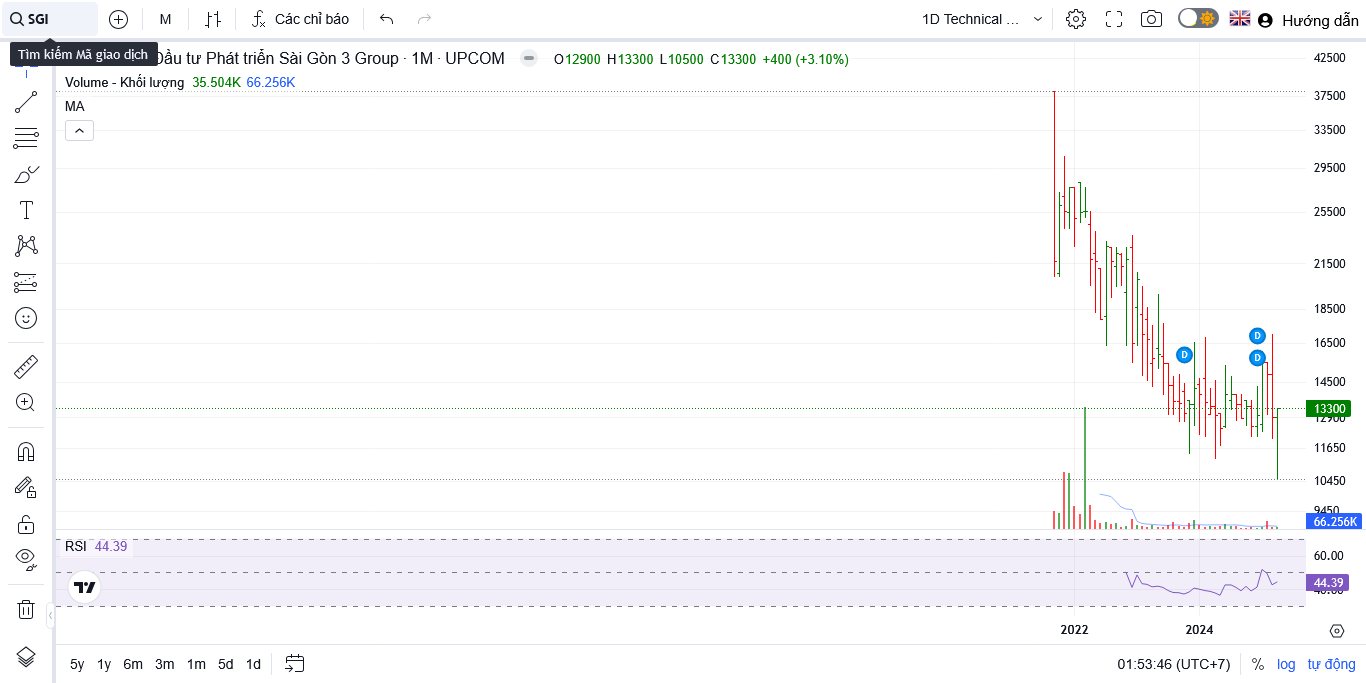 SGI
M
Các chỉ báo
1D Technical ...
Hướng dẫn
Tìm kiếm Mã giao dịch
Đầu tư Phát triển Sài Gòn 3 Group · 1M · UPCOM
O12900 H13300 L10500 C13300 +400 (+3.10%)
Volume - Khối lượng 35.504K 66.256K
MA
42500
37500
33500
29500
25500
21500
18500
16500
14500
13300
12900
11650
10450
9450
66.256K
D
D
D
RSI 44.39
60.00
44.39
40.00
2022
2024
5y 1y 6m 3m 1m 5d 1d
01:53:46 (UTC+7)
% log tự động